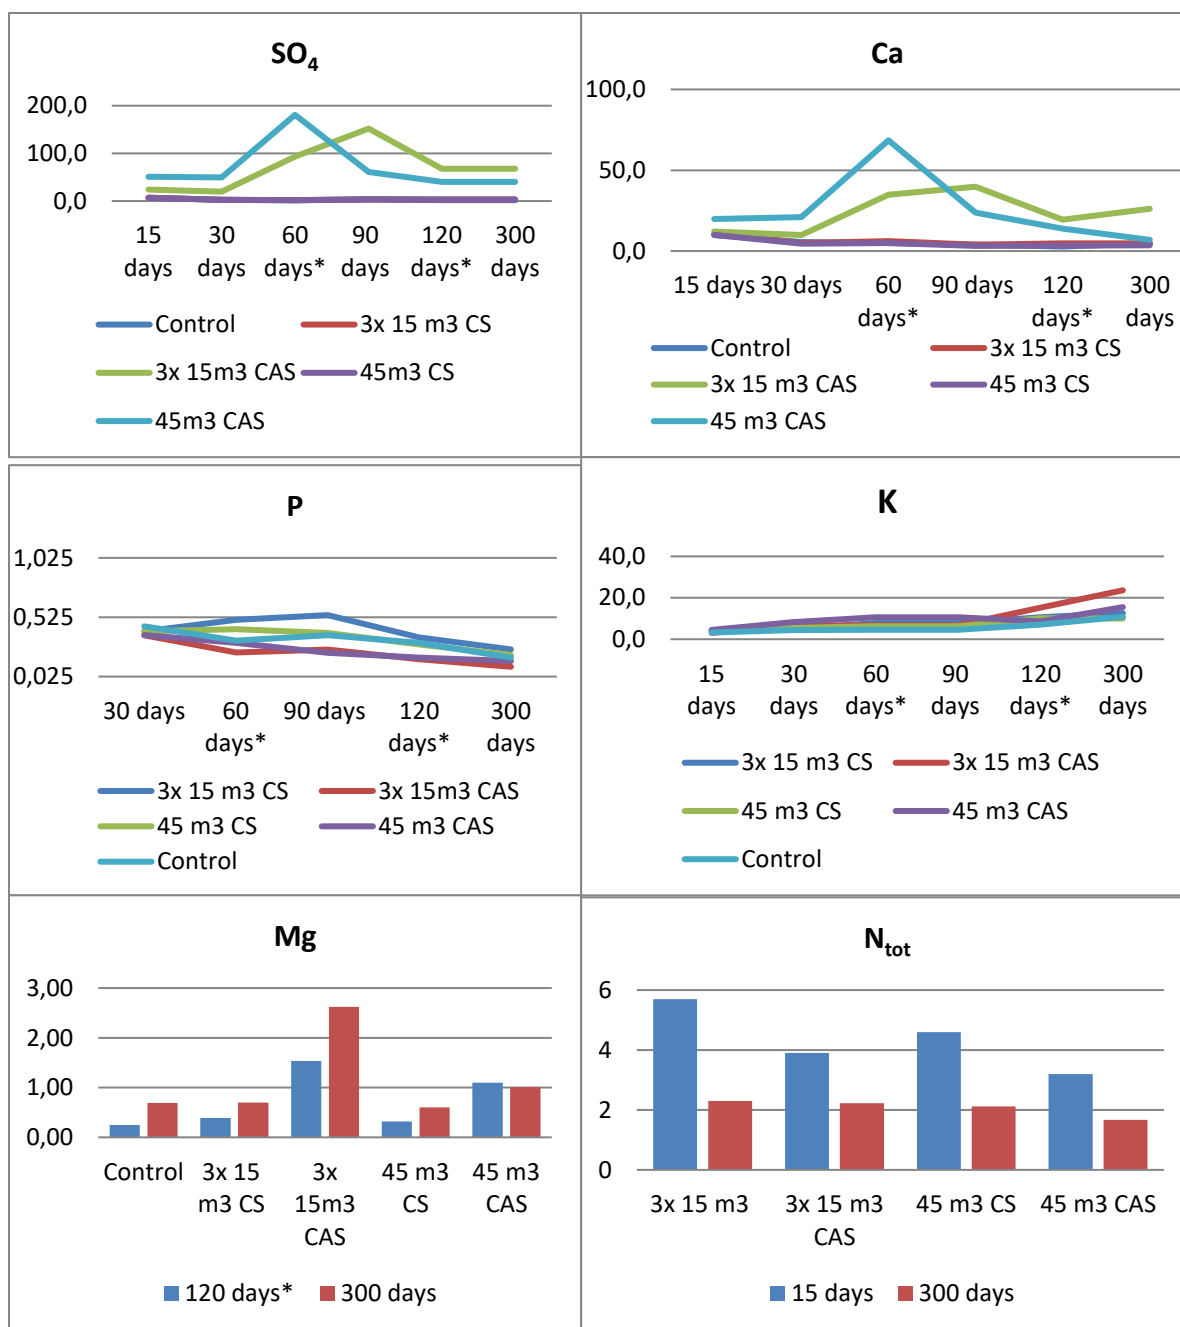 SO4
200,0
100,0
0,0
15 days
30 days
60 days*
90 days
120 days*
300 days
Control
3x 15 m3 CS
3x 15m3 CAS
45m3 CS
45m3 CAS
Ca
100,0
50,0
0,0
15 days
30 days
60 days*
90 days
120 days*
300 days
Control
3x 15 m3 CS
3x 15 m3 CAS
45 m3 CS
45 m3 CAS
P
1,025
0,525
0,025
30 days
60 days*
90 days
120 days*
300 days
3x 15 m3 CS
3x 15m3 CAS
45 m3 CS
45 m3 CAS
Control
K
40,0
20,0
0,0
15 days
30 days
60 days*
90 days
120 days*
300 days
3x 15 m3 CS
3x 15 m3 CAS
45 m3 CS
45 m3 CAS
Control
Mg
3,00
2,00
1,00
0,00
Control
3x 15 m3 CS
3x 15m3 CAS
45 m3 CS
45 m3 CAS
120 days*
300 days
Ntot
6
4
2
0
3x 15 m3
3x 15 m3 CAS
45 m3 CS
45 m3 CAS
15 days
300 days